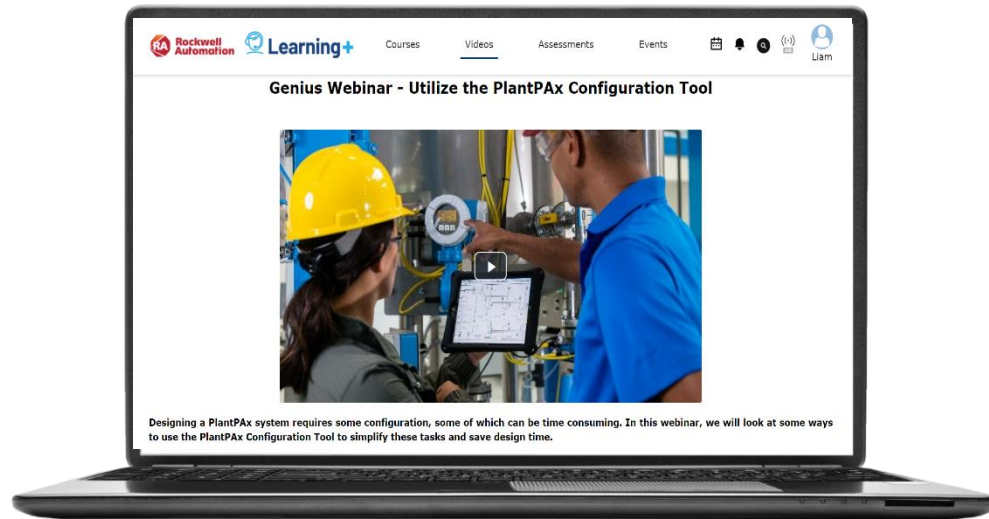 RA Rockwell Automation Learning+ Courses Videos Assessments Events
Liam
Genius Webinar - Utilize the PlantPAx Configuration Tool
Designing a PlantPAx system requires some configuration, some of which can be time consuming. In this webinar, we will look at some ways
to use the PlantPAx Configuration Tool to simplify these tasks and save design time.